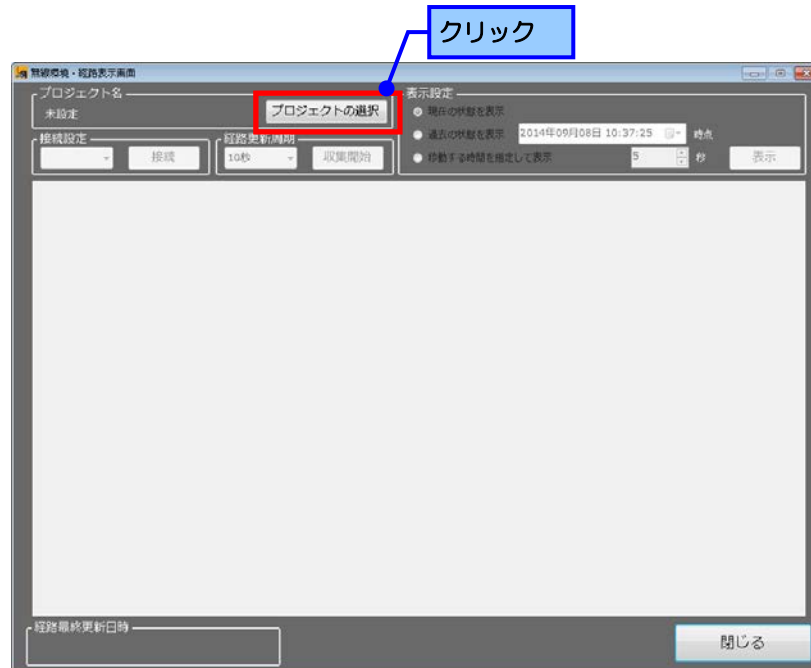 クリック
無線環境・経路表示画面
プロジェクト名
未設定
プロジェクトの選択
表示設定
現在の状態を表示
過去の状態を表示
2014年09月08日 10:37:25
時点
移動する時間を指定して表示
5
秒
表示
接続設定
接続
経路更新周期
10秒
収集開始
経路最終更新日時
閉じる